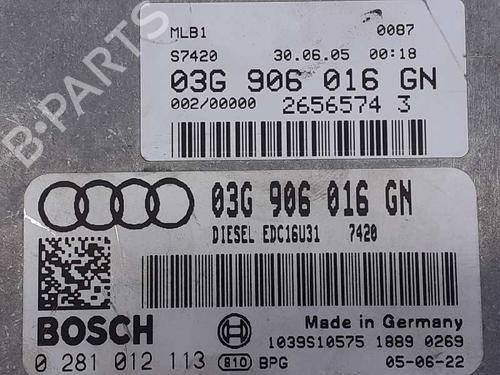 MLB1 0087
S7420 30.06.05 00:18
03G 906 016 GN
002/00000 2656574 3
03G 906 016 GN
DIESEL EDC16U31 7420
BOSCH
Made in Germany
1039S10575 1889 0269
0 281 012 113 810 BPG 05-06-22
B-PARTS